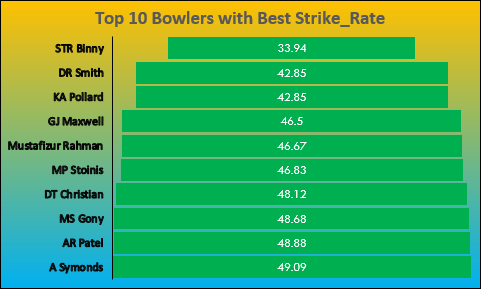 Top 10 Bowlers with Best Strike_Rate
STR Binny 33.94
DR Smith 42.85
KA Pollard 42.85
GJ Maxwell 46.5
Mustafizur Rahman 46.67
MP Stoinis 46.83
DT Christian 48.12
MS Gony 48.68
AR Patel 48.88
A Symonds 49.09